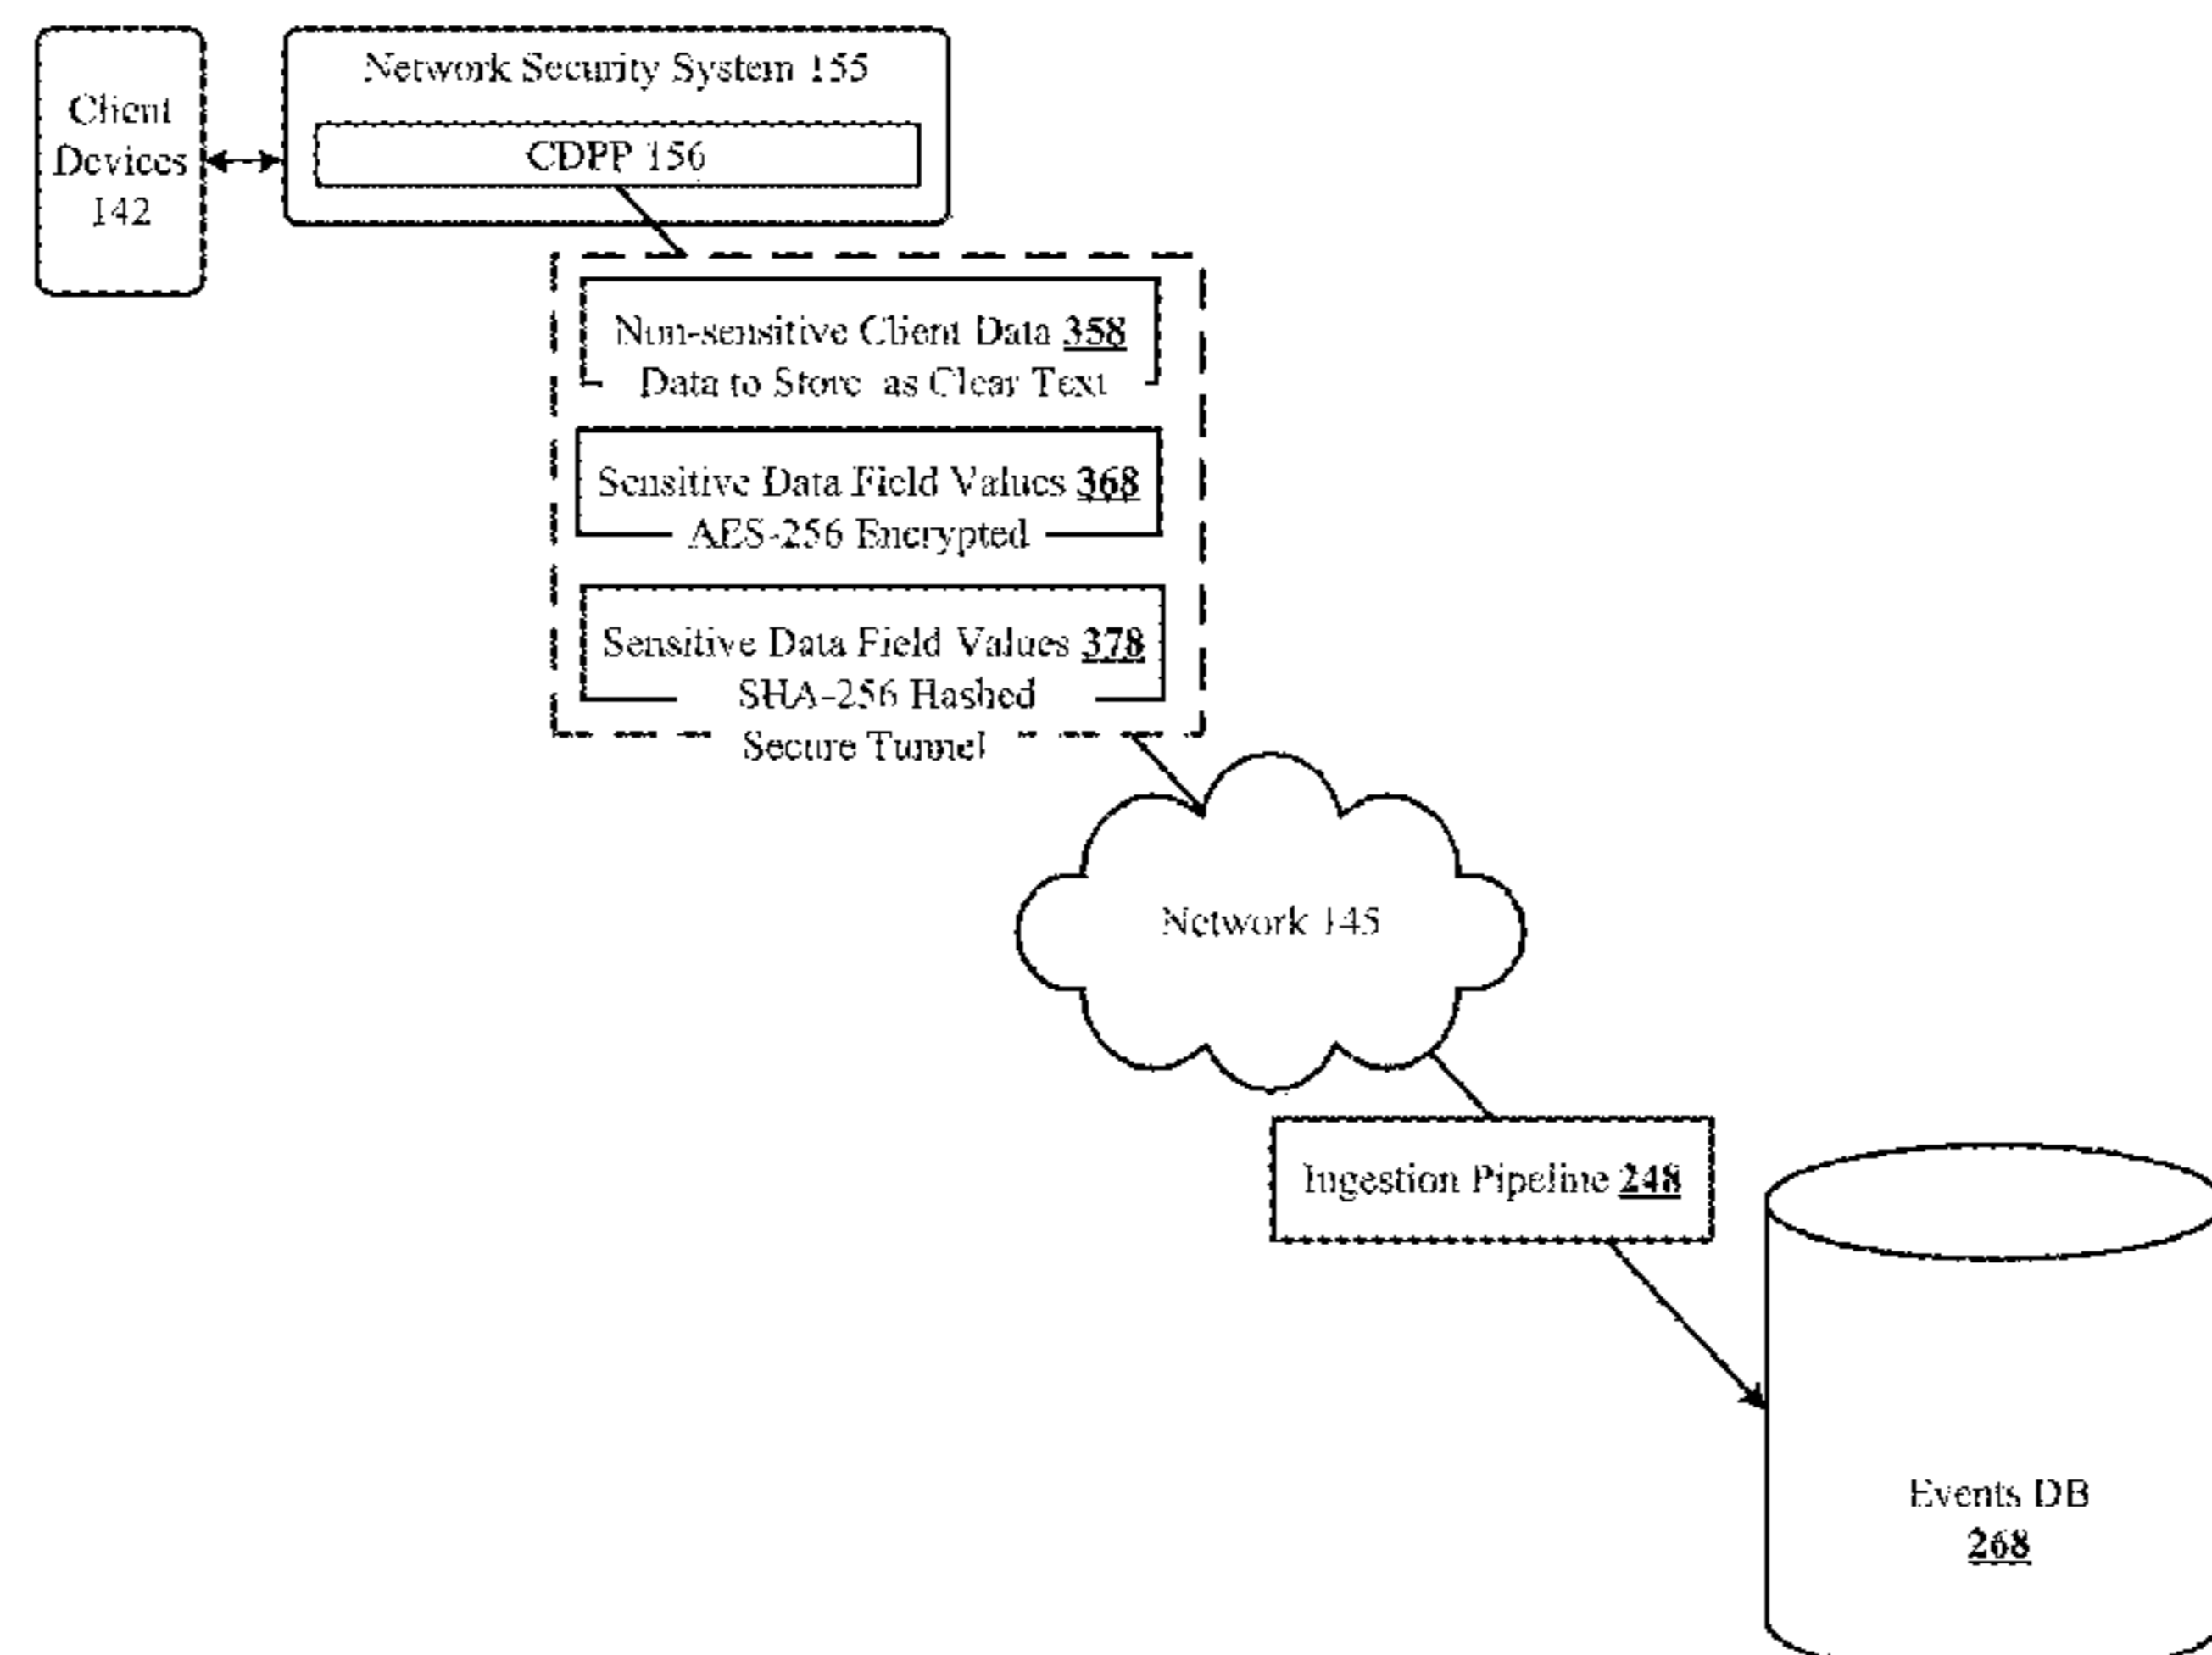 Client
Devices
142
Network Security System 155
CDPP 156
Non-sensitive Client Data 358
Data to Store as Clear Text
Sensitive Data Field Values 368
AES-256 Encrypted
Sensitive Data Field Values 378
SHA-256 Hashed
Secure Tunnel
Network 145
Ingestion Pipeline 248
Events DB
268